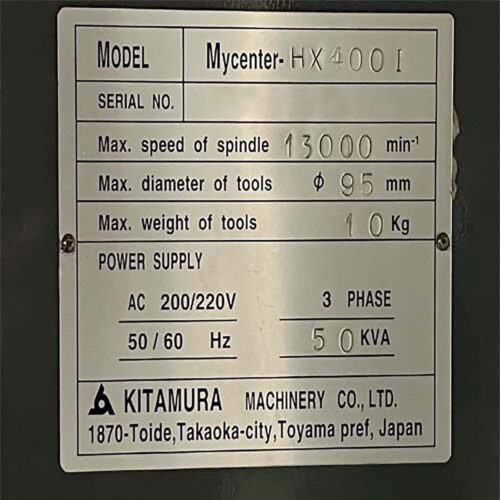 MODEL Mycenter-HX400I
SERIAL NO.
Max. speed of spindle 13000 min-1
Max. diameter of tools φ 95 mm
Max. weight of tools 10 Kg
POWER SUPPLY
AC 200/220V 3 PHASE
50/60 Hz 50 KVA
KITAMURA MACHINERY CO., LTD.
1870-Toide,Takaoka-city,Toyama pref, Japan